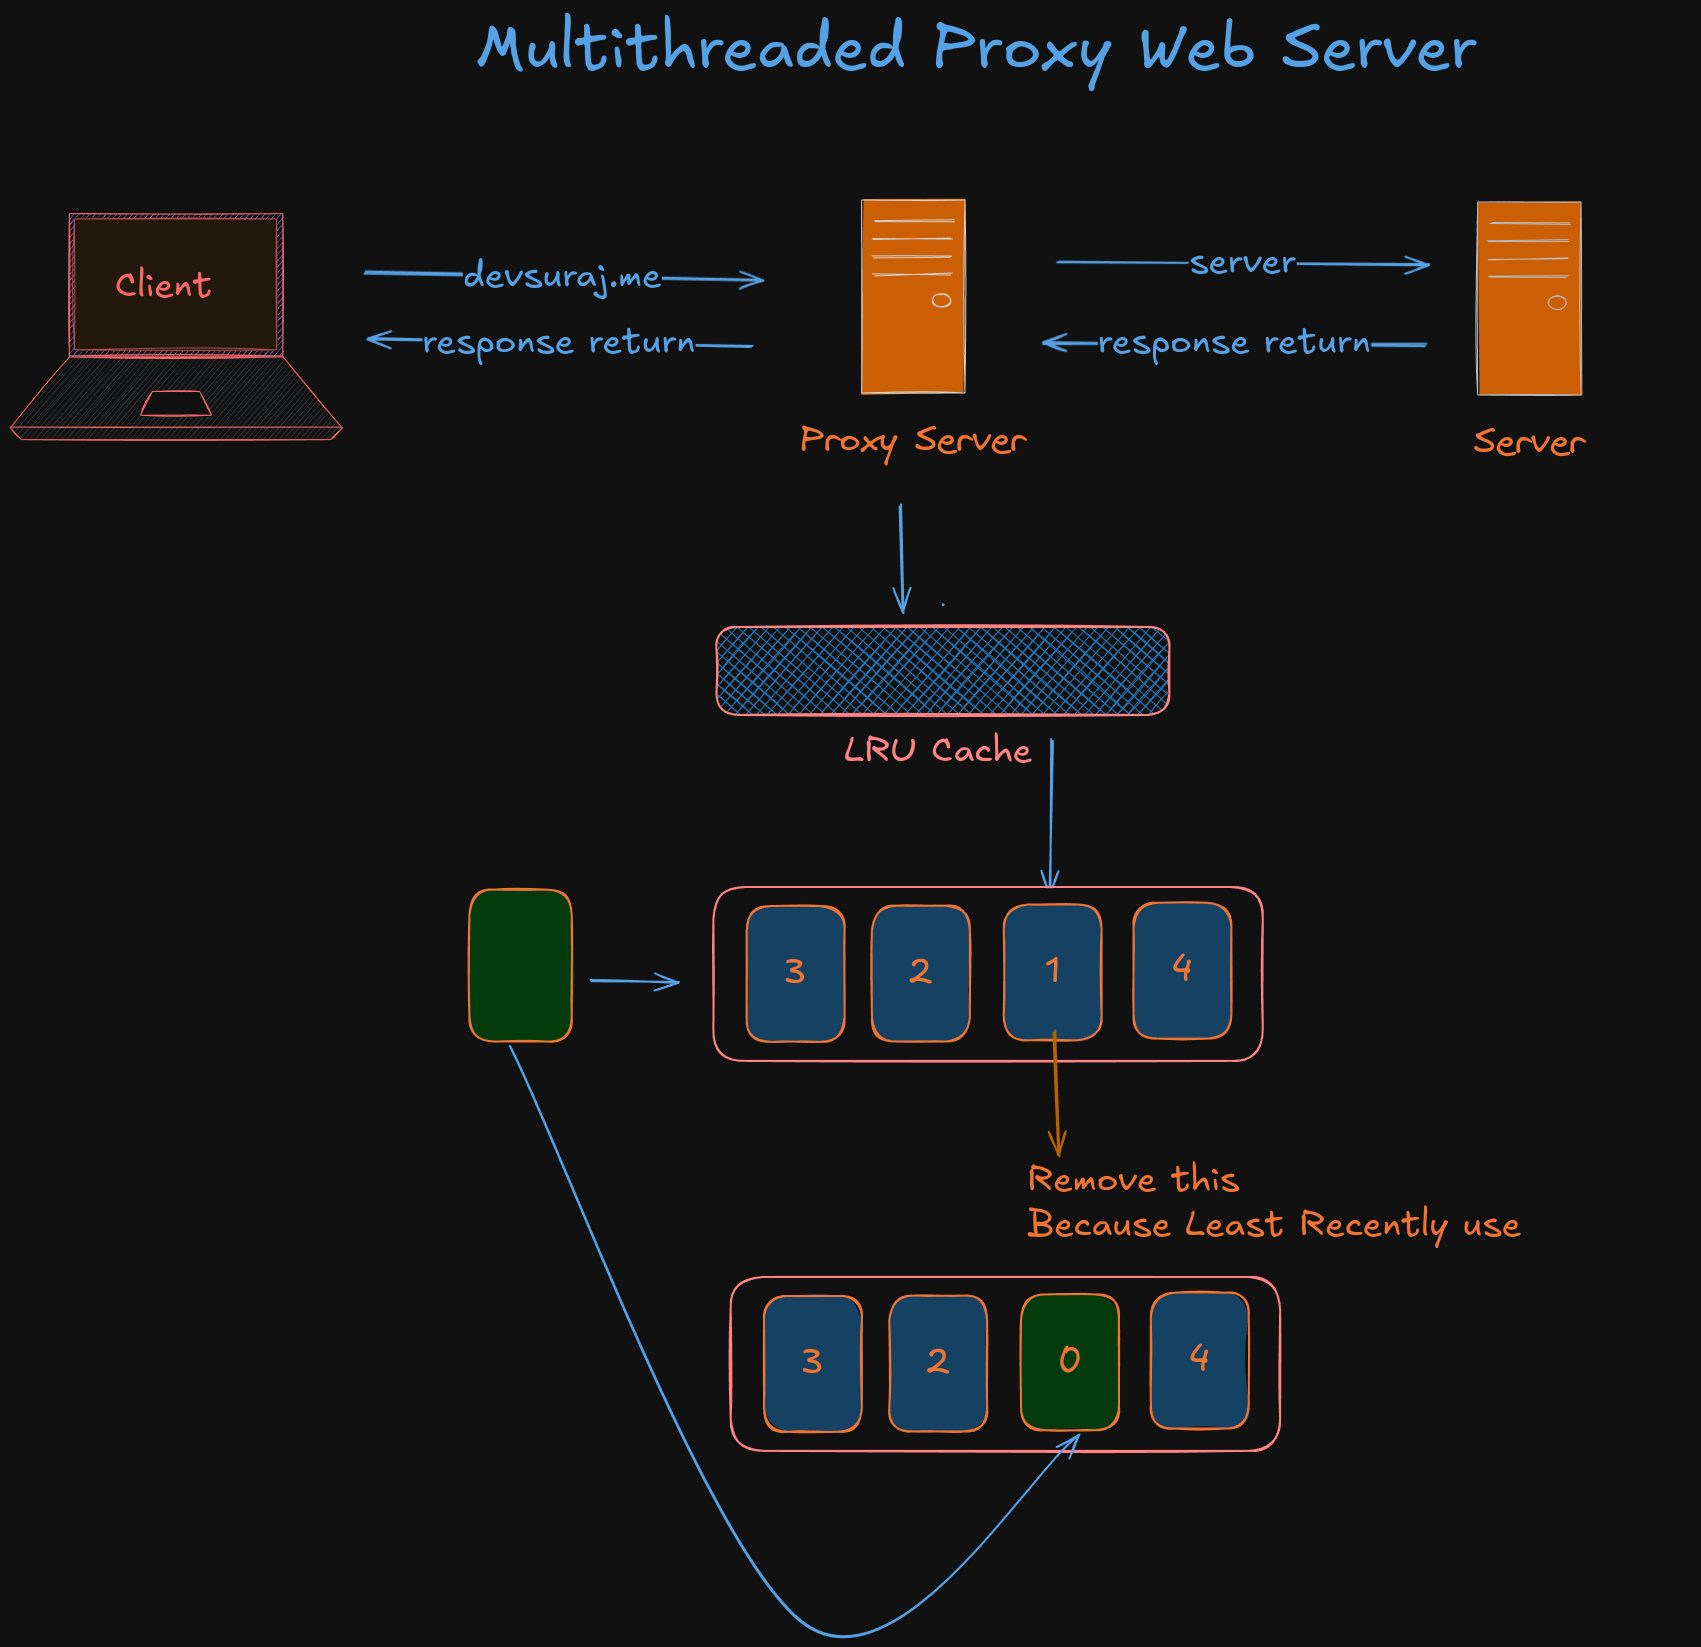 Multithreaded Proxy Web Server
Client
devsuraj.me
response return
server
response return
Proxy Server
Server
LRU Cache
3
2
1
4
Remove this
Because Least Recently use
3
2
0
4